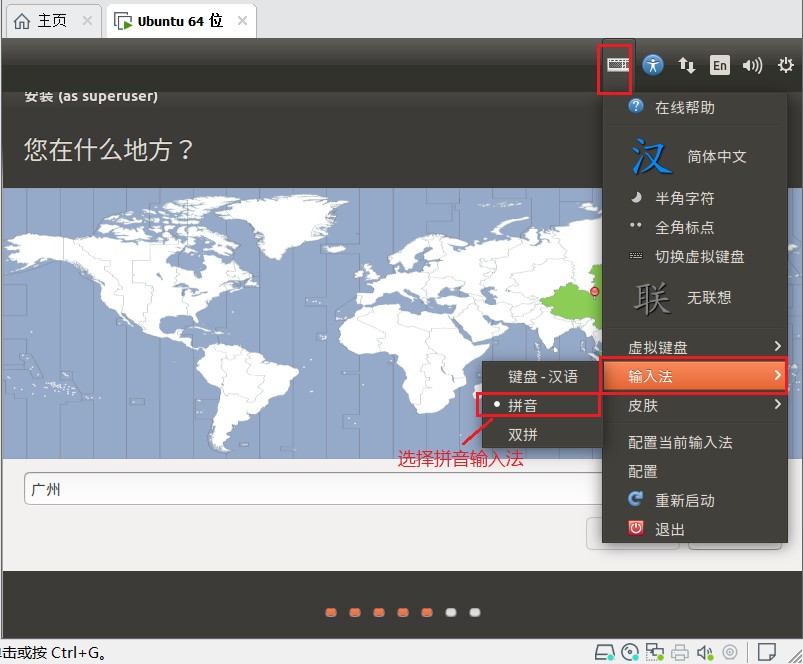 主页
Ubuntu 64 位
En
安装 (as superuser)
您在什么地方？
在线帮助
汉 简体中文
半角字符
全角标点
切换虚拟键盘
联 无联想
虚拟键盘
输入法
皮肤
键盘 - 汉语
拼音
双拼
选择拼音输入法
配置当前输入法
配置
重新启动
退出
广州
击或按 Ctrl+G。